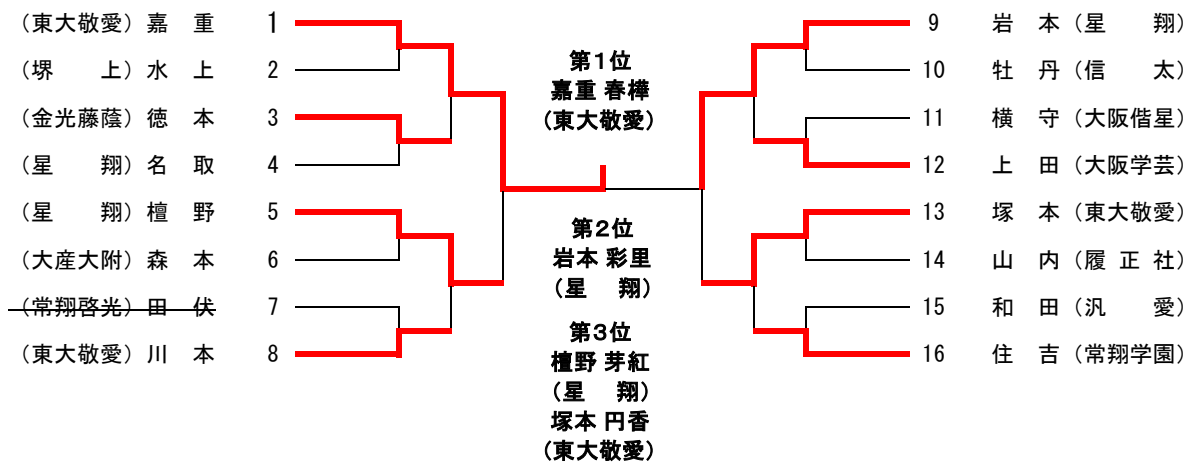 (東大敬愛) 嘉 重 1
(堺 上) 水 上 2
(金光藤蔭) 徳 本 3
(星 翔) 名 取 4
(星 翔) 檀 野 5
(大産大附) 森 本 6
(常翔啓光) 田 伏 7
(東大敬愛) 川 本 8
第1位
嘉重 春樺
(東大敬愛)
第2位
岩本 彩里
(星 翔)
第3位
檀野 芽紅
(星 翔)
塚本 円香
(東大敬愛)
9 岩 本 (星 翔)
10 牡 丹 (信 太)
11 横 守 (大阪偕星)
12 上 田 (大阪学芸)
13 塚 本 (東大敬愛)
14 山 内 (履 正 社)
15 和 田 (汎 愛)
16 住 吉 (常翔学園)